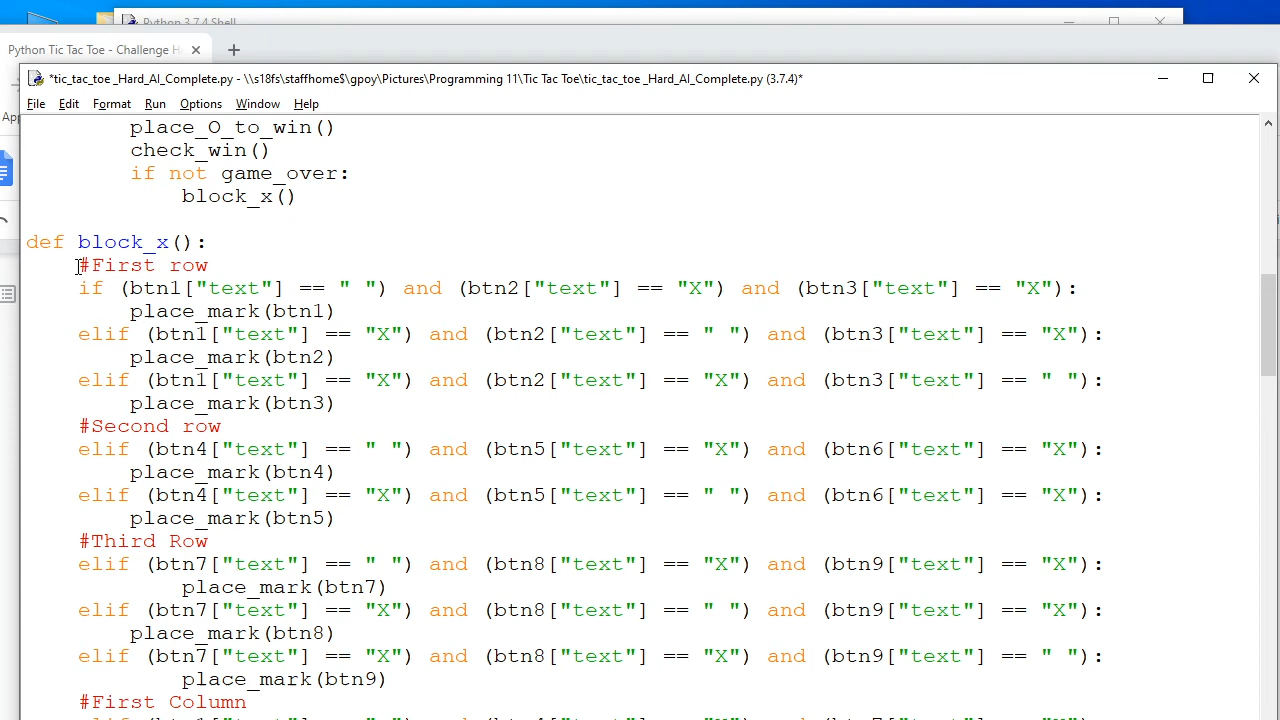 Python 3.7.4 Shell
Python Tic Tac Toe - Challenge H
*tic_tac_toe _Hard_AI_Complete.py - \\s18fs\staffhome$\gpoy\Pictures\Programming 11\Tic Tac Toe\tic_tac_toe _Hard_AI_Complete.py (3.7.4)*
File Edit Format Run Options Window Help
App
place_O_to_win()
check_win()
if not game_over:
block_x()
def block_x():
#First row
if (btn1["text"] == " ") and (btn2["text"] == "X") and (btn3["text"] == "X"):
place_mark(btn1)
elif (btn1["text"] == "X") and (btn2["text"] == " ") and (btn3["text"] == "X"):
place_mark(btn2)
elif (btn1["text"] == "X") and (btn2["text"] == "X") and (btn3["text"] == " "):
place_mark(btn3)
#Second row
elif (btn4["text"] == " ") and (btn5["text"] == "X") and (btn6["text"] == "X"):
place_mark(btn4)
elif (btn4["text"] == "X") and (btn5["text"] == " ") and (btn6["text"] == "X"):
place_mark(btn5)
#Third Row
elif (btn7["text"] == " ") and (btn8["text"] == "X") and (btn9["text"] == "X"):
place_mark(btn7)
elif (btn7["text"] == "X") and (btn8["text"] == " ") and (btn9["text"] == "X"):
place_mark(btn8)
elif (btn7["text"] == "X") and (btn8["text"] == "X") and (btn9["text"] == " "):
place_mark(btn9)
#First Column